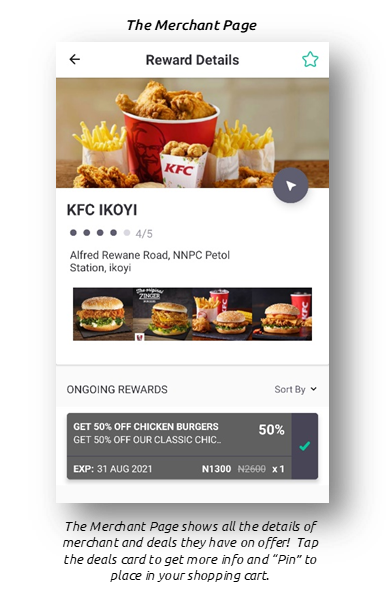 The Merchant Page
Reward Details
KFC
KFC IKOYI
4/5
Alfred Rewane Road, NNPC Petol
Station, ikoyi
The original
ZINGER
ONGOING REWARDS
Sort By
GET 50% OFF CHICKEN BURGERS
50%
GET 50% OFF OUR CLASSIC CHIC..
EXP: 31 AUG 2021
N1300 N2600 x 1
The Merchant Page shows all the details of
merchant and deals they have on offer! Tap
the deals card to get more info and “Pin” to
place in your shopping cart.